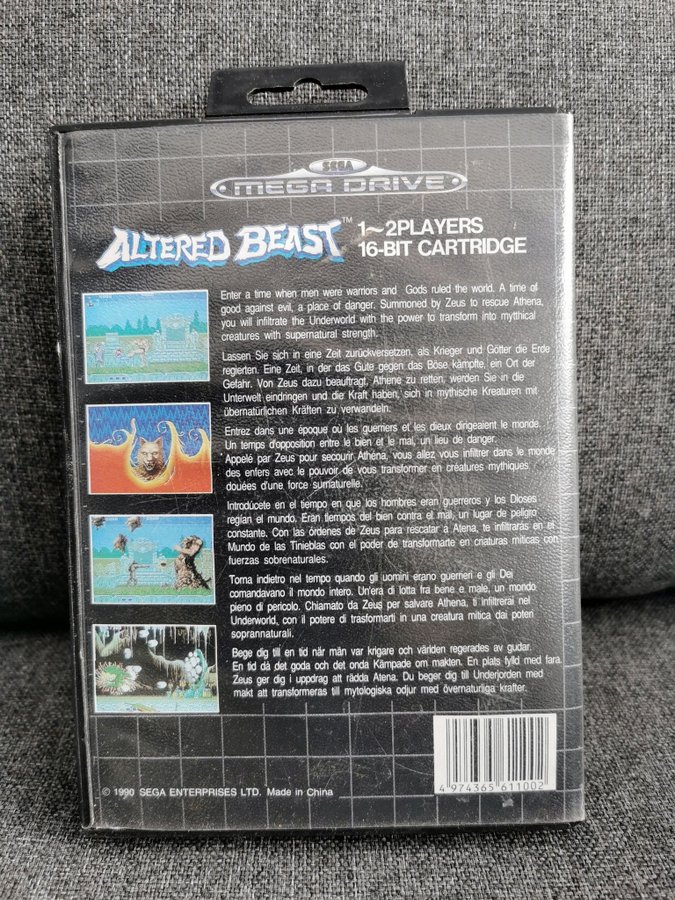 SEGA
MEGA DRIVE
ALTERED BEAST™
1~2PLAYERS
16-BIT CARTRIDGE
Enter a time when men were warriors and Gods ruled the world. A time of
good against evil, a place of danger. Summoned by Zeus to rescue Athena,
you will infiltrate the Underworld with the power to transform into mythical
creatures with supernatural strength.
Lassen Sie sich in eine Zeit zurückversetzen, als Krieger und Götter die Erde
regierten. Eine Zeit, in der das Gute gegen das Böse kämpfte, ein Ort der
Gefahr. Von Zeus dazu beauftragt, Athene zu retten, werden Sie in die
Unterwelt eindringen und die Kraft haben, sich in mythische Kreaturen mit
übernatürlichen Kräften zu verwandeln.
Entrez dans une époque où les guerriers et les dieux dirigeaient le monde.
Un temps d'opposition entre le bien et le mal, un lieu de danger.
Appelé par Zeus pour secourir Athéna, vous allez vous infiltrer dans le monde
des enfers avec le pouvoir de vous transformer en créatures mythiques
douées d'une force surnaturelle.
Introdúcete en el tiempo en que los hombres eran guerreros y los Dioses
regían el mundo. Eran tiempos del bien contra el mal, un lugar de peligro
constante. Con las órdenes de Zeus para rescatar a Atena, te infiltrarás en el
Mundo de las Tinieblas con el poder de transformarte en criaturas míticas con
fuerzas sobrenaturales.
Torna indietro nel tempo quando gli uomini erano guerrieri e gli Dei
comandavano il mondo intero. Un'era di lotta fra bene e male, un mondo
pieno di pericolo. Chiamato da Zeus per salvare Athena, ti infiltrerai nel
Underworld, con il potere di trasformarti in una creatura mitica dai poteri
soprannaturali.
Bege dig till en tid när män var krigare och världen regerades av gudar.
En tid då det goda och det onda Kämpade om makten. En plats fylld med fara.
Zeus ger dig i uppdrag att rädda Atena. Du beger dig till Underjorden med
makt att transformeras till mytologiska odjur med övernaturliga krafter.
4 974365 611002
© 1990 SEGA ENTERPRISES LTD. Made in China